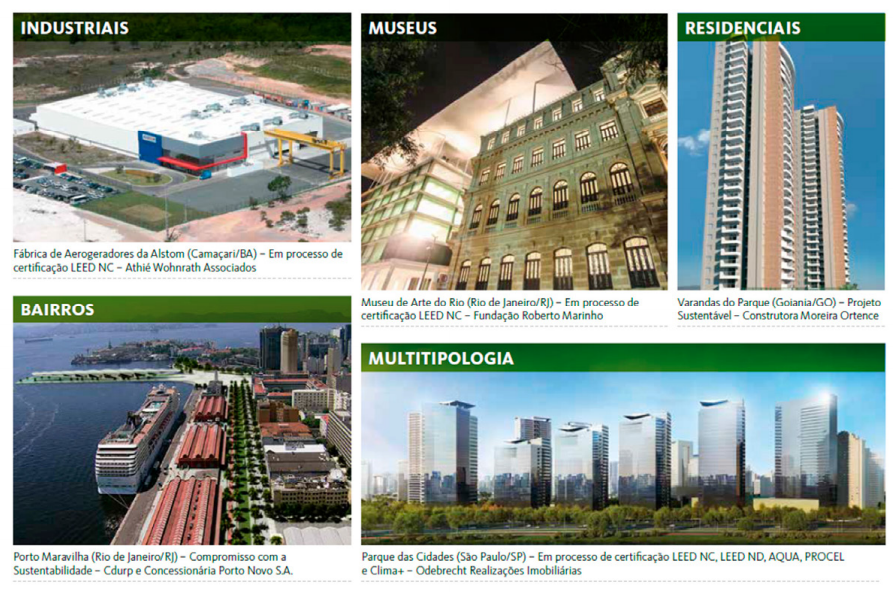 INDUSTRIAIS
Fábrica de Aerogeradores da Alstom (Camaçari/BA) – Em processo de
certificação LEED NC – Athié Wohnrath Associados
MUSEUS
Museu de Arte do Rio (Rio de Janeiro/RJ) – Em processo de
certificação LEED NC – Fundação Roberto Marinho
RESIDENCIAIS
Varandas do Parque (Goiania/GO) – Projeto
Sustentável – Construtora Moreira Ortence
BAIRROS
Porto Maravilha (Rio de Janeiro/RJ) – Compromisso com a
Sustentabilidade – Cdurp e Concessionária Porto Novo S.A.
MULTITIPOLOGIA
Parque das Cidades (São Paulo/SP) – Em processo de certificação LEED NC, LEED ND, AQUA, PROCEL
e Clima+ – Odebrecht Realizações Imobiliárias